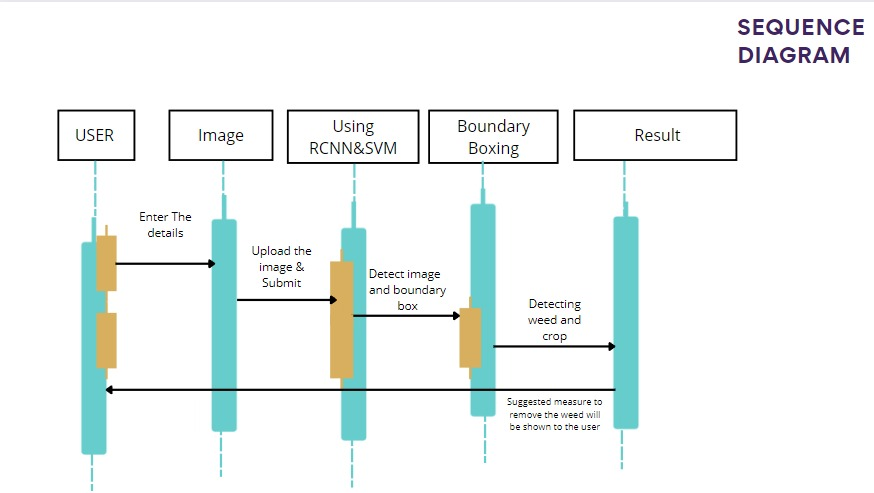 SEQUENCE
DIAGRAM
USER
Image
Using
RCNN&SVM
Boundary
Boxing
Result
Enter The
details
Upload the
image &
Submit
Detect image
and boundary
box
Detecting
weed and
crop
Suggested measure to
remove the weed will
be shown to the user